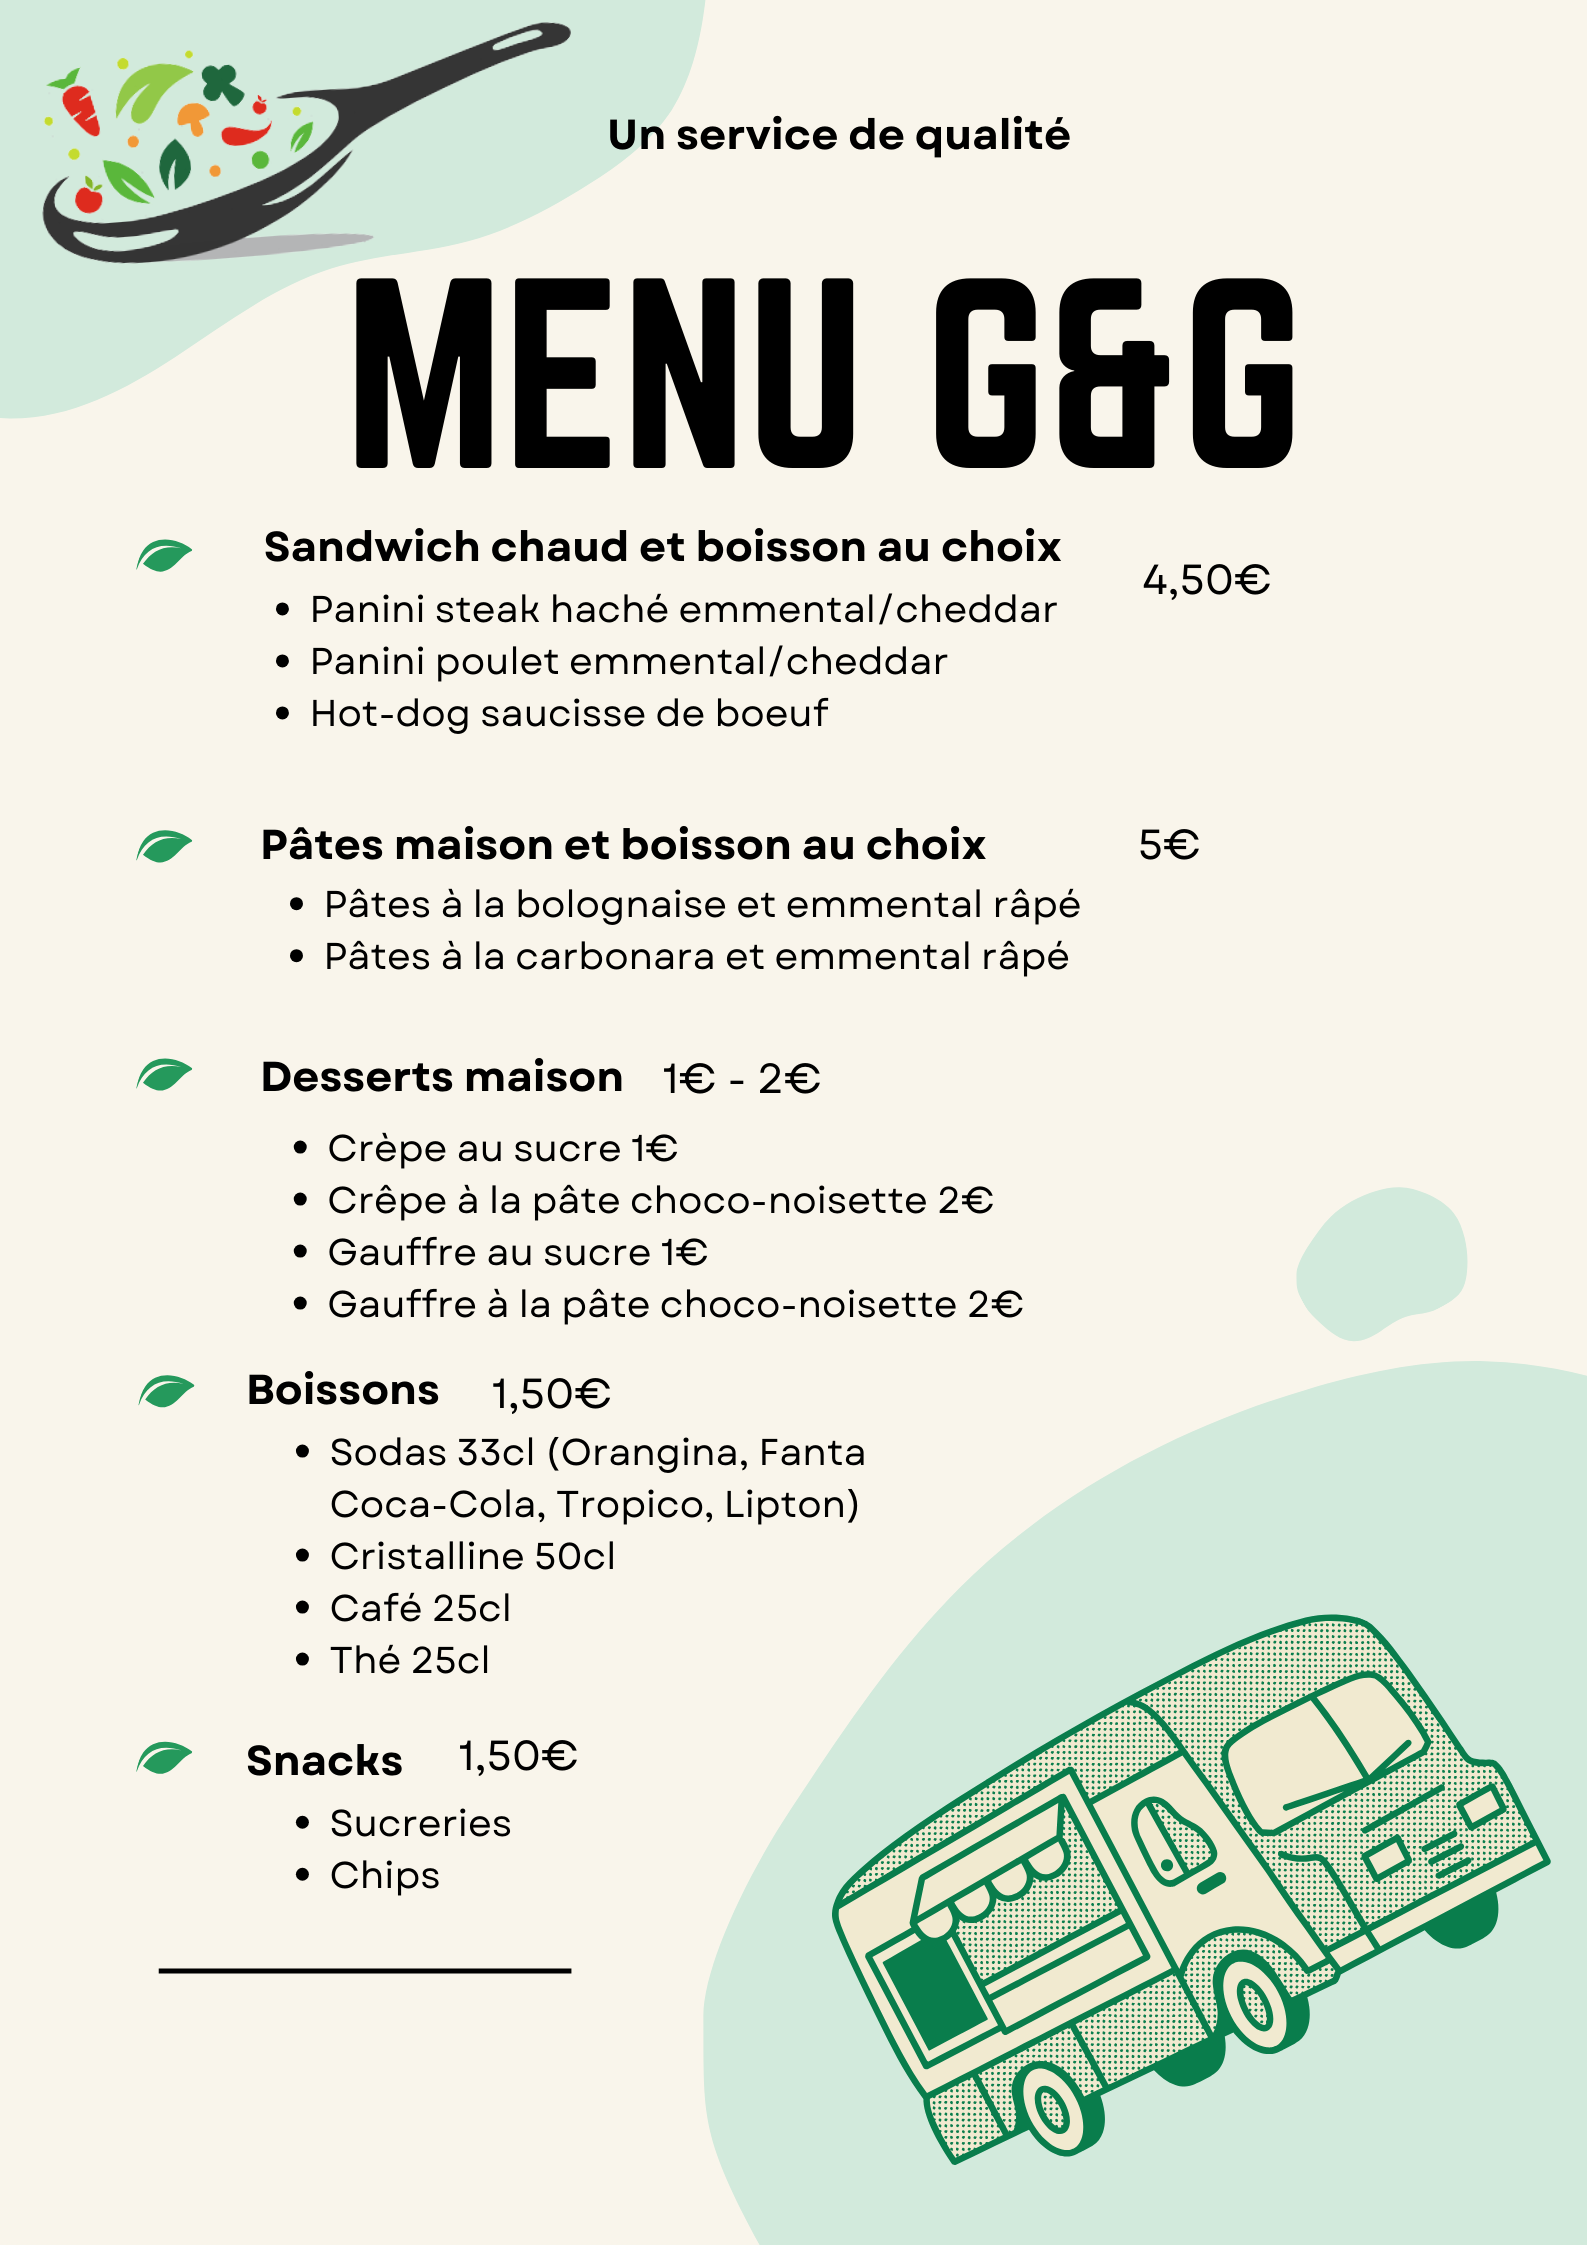 Un service de qualité
MENU G&G
Sandwich chaud et boisson au choix
4,50€
• Panini steak haché emmental/cheddar
• Panini poulet emmental/cheddar
• Hot-dog saucisse de boeuf
Pâtes maison et boisson au choix 5€
• Pâtes à la bolognaise et emmental râpé
• Pâtes à la carbonara et emmental râpé
Desserts maison 1€ - 2€
• Crèpe au sucre 1€
• Crêpe à la pâte choco-noisette 2€
• Gauffre au sucre 1€
• Gauffre à la pâte choco-noisette 2€
Boissons 1,50€
• Sodas 33cl (Orangina, Fanta
Coca-Cola, Tropico, Lipton)
• Cristalline 50cl
• Café 25cl
• Thé 25cl
Snacks 1,50€
• Sucreries
• Chips